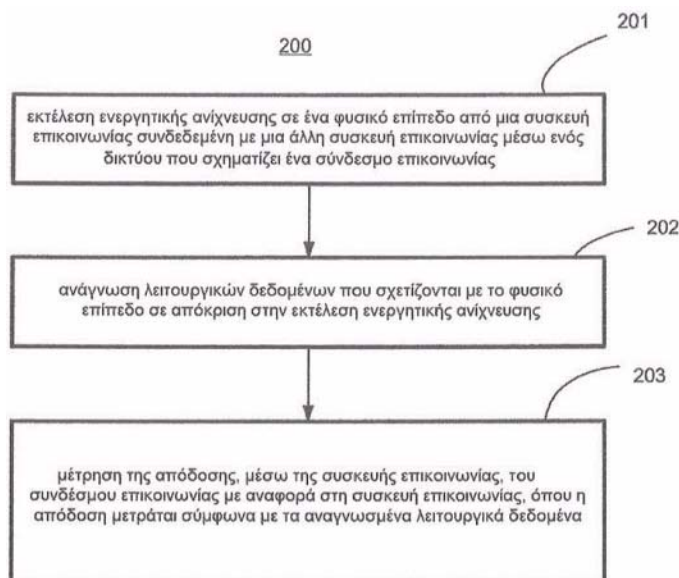 201
200
εκτέλεση ενεργητικής ανίχνευσης σε ένα φυσικό επίπεδο από μια συσκευή
επικοινωνίας συνδεδεμένη με μια άλλη συσκευή επικοινωνίας μέσω ενός
δικτύου που σχηματίζει ένα σύνδεσμο επικοινωνίας
202
ανάγνωση λειτουργικών δεδομένων που σχετίζονται με το φυσικό
επίπεδο σε απόκριση στην εκτέλεση ενεργητικής ανίχνευσης
203
μέτρηση της απόδοσης, μέσω της συσκευής επικοινωνίας, του
συνδέσμου επικοινωνίας με αναφορά στη συσκευή επικοινωνίας, όπου η
απόδοση μετράται σύμφωνα με τα αναγνωσμένα λειτουργικά δεδομένα